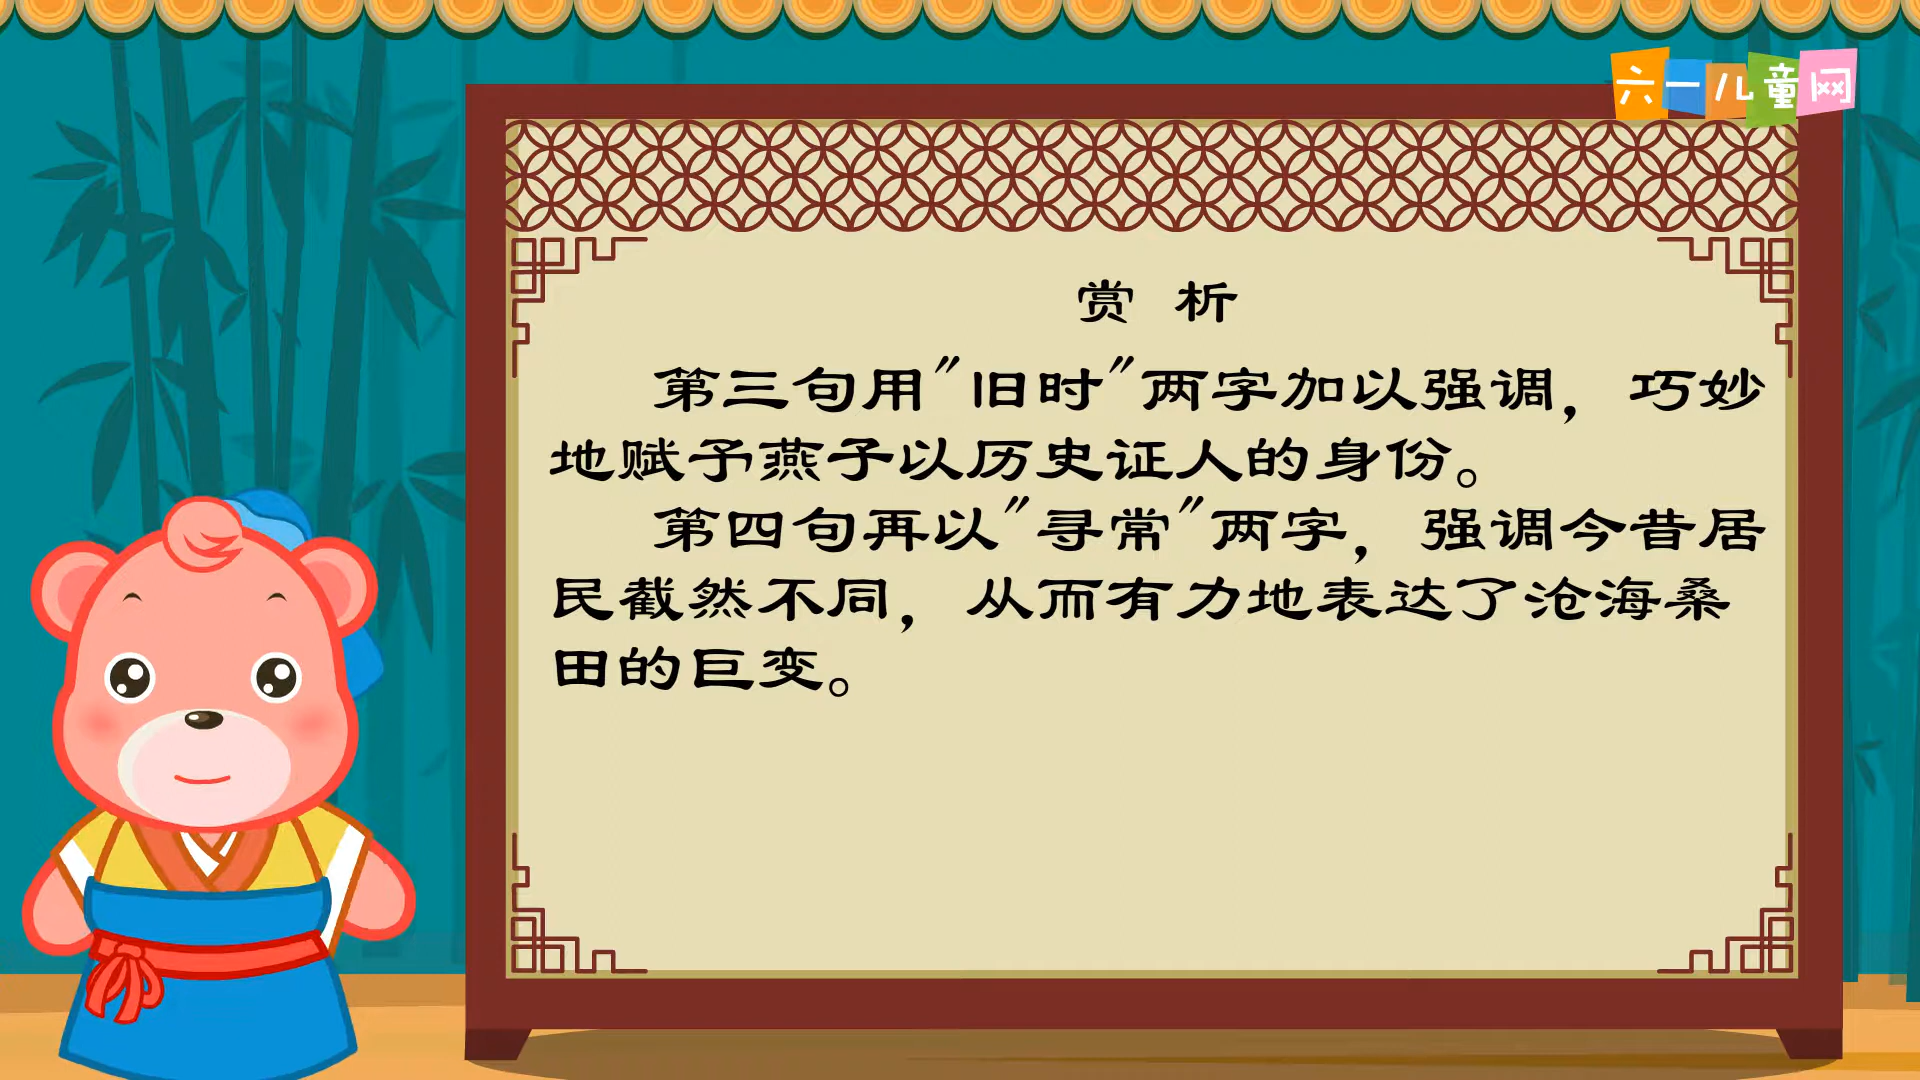 六一儿童网
赏 析
第三句用"旧时"两字加以强调，巧妙
地赋予燕子以历史证人的身份。
第四句再以"寻常"两字，强调今昔居
民截然不同，从而有力地表达了沧海桑
田的巨变。